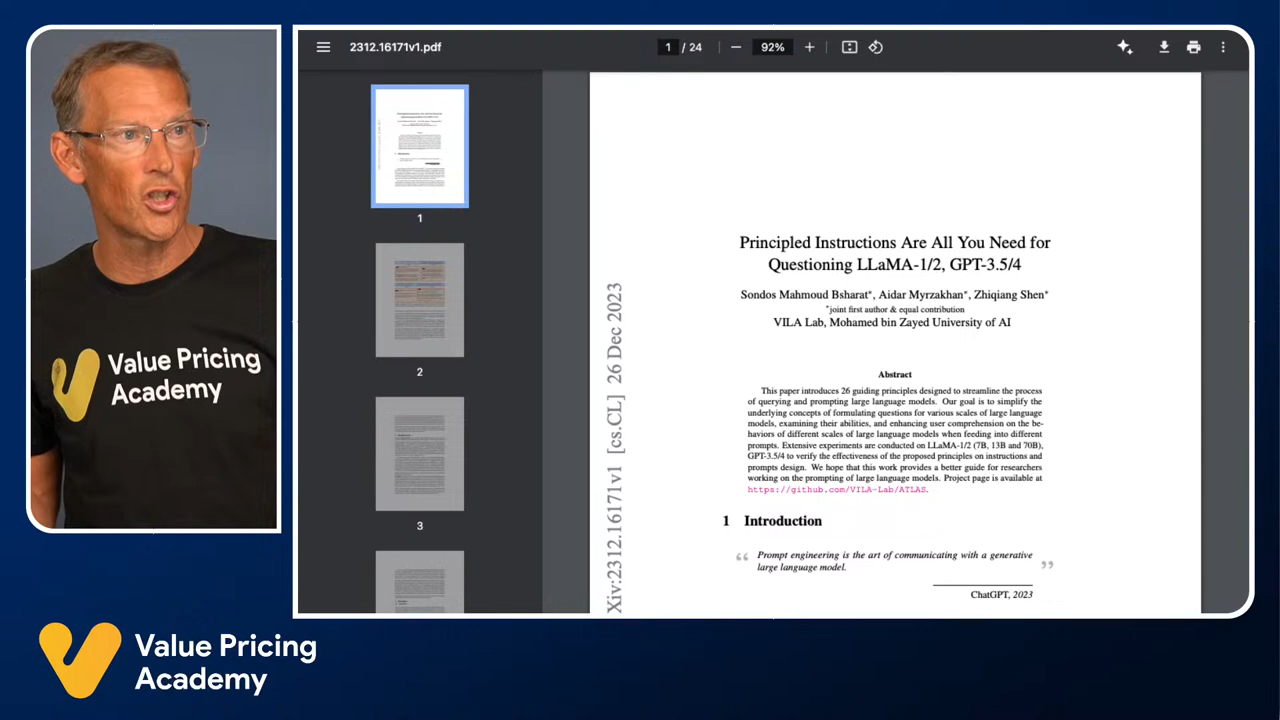 2312.16171v1.pdf
1 / 24
92%
1
2
3
Principled Instructions Are All You Need for
Questioning LLaMA-1/2, GPT-3.5/4
Sondos Mahmoud Bsharat*, Aidar Myrzakhan*, Zhiqiang Shen*
*joint first author & equal contribution
VILA Lab, Mohamed bin Zayed University of AI
Xiv:2312.16171v1 [cs.CL] 26 Dec 2023
Abstract
This paper introduces 26 guiding principles designed to streamline the process
of querying and prompting large language models. Our goal is to simplify the
underlying concepts of formulating questions for various scales of large language
models, examining their abilities, and enhancing user comprehension on the be-
haviors of different scales of large language models when feeding into different
prompts. Extensive experiments are conducted on LLaMA-1/2 (7B, 13B and 70B),
GPT-3.5/4 to verify the effectiveness of the proposed principles on instructions and
prompts design. We hope that this work provides a better guide for researchers
working on the prompting of large language models. Project page is available at
https://github.com/VILA-Lab/ATLAS.
1 Introduction
“ Prompt engineering is the art of communicating with a generative
large language model. ”
ChatGPT, 2023
Value Pricing
Academy
Value Pricing
Academy